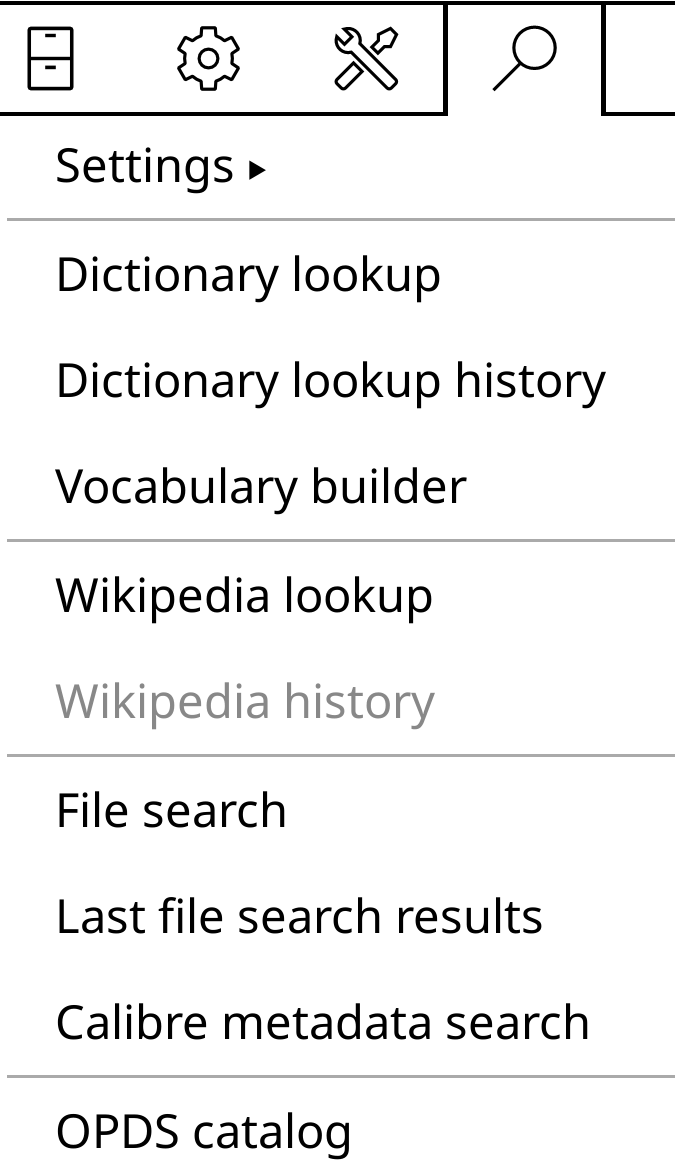 Settings ▸
Dictionary lookup
Dictionary lookup history
Vocabulary builder
Wikipedia lookup
Wikipedia history
File search
Last file search results
Calibre metadata search
OPDS catalog